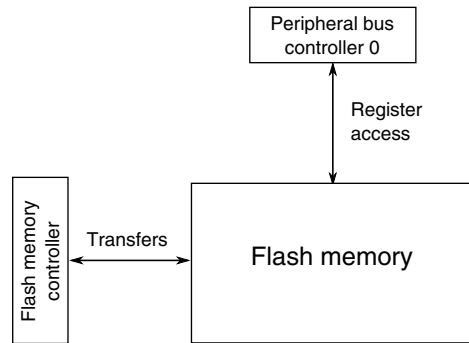 Peripheral bus
controller 0
Register
access
Flash memory
controller
Transfers
Flash memory